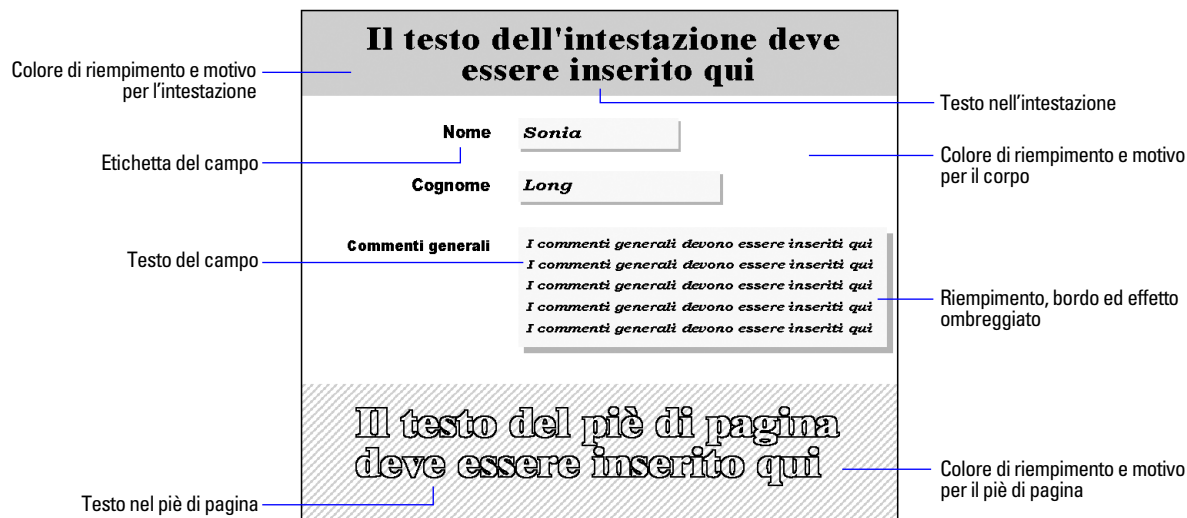 Il testo dell'intestazione deve
essere inserito qui
Colore di riempimento e motivo
per l'intestazione
Testo nell'intestazione
Nome
Sonia
Etichetta del campo
Colore di riempimento e motivo
per il corpo
Cognome
Long
Commenti generali
I commenti generali devono essere inseriti qui
I commenti generali devono essere inseriti qui
I commenti generali devono essere inseriti qui
I commenti generali devono essere inseriti qui
I commenti generali devono essere inseriti qui
Testo del campo
Riempimento, bordo ed effetto
ombreggiato
Il testo del piè di pagina
deve essere inserito qui
Colore di riempimento e motivo
per il piè di pagina
Testo nel piè di pagina